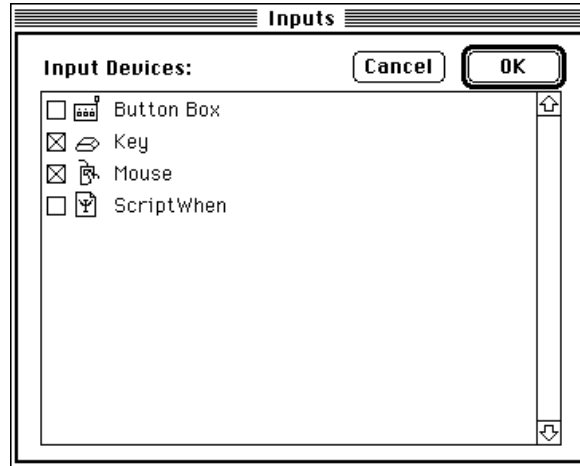 Inputs
Input Devices:
Cancel
OK
Button Box
Key
Mouse
ScriptWhen